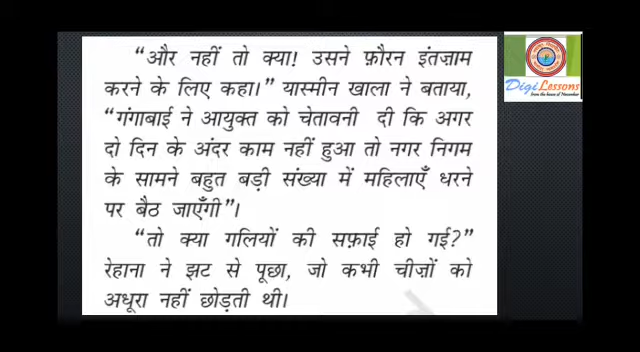 “और नहीं तो क्या! उसने फ़ौरन इंतज़ाम
करने के लिए कहा।” यास्मीन खाला ने बताया,
“गंगाबाई ने आयुक्त को चेतावनी दी कि अगर
दो दिन के अंदर काम नहीं हुआ तो नगर निगम
के सामने बहुत बड़ी संख्या में महिलाएँ धरने
पर बैठ जाएँगी”।
“तो क्या गलियों की सफ़ाई हो गई?”
रेहाना ने झट से पूछा, जो कभी चीज़ों को
अधूरा नहीं छोड़ती थी।
Digi Lessons